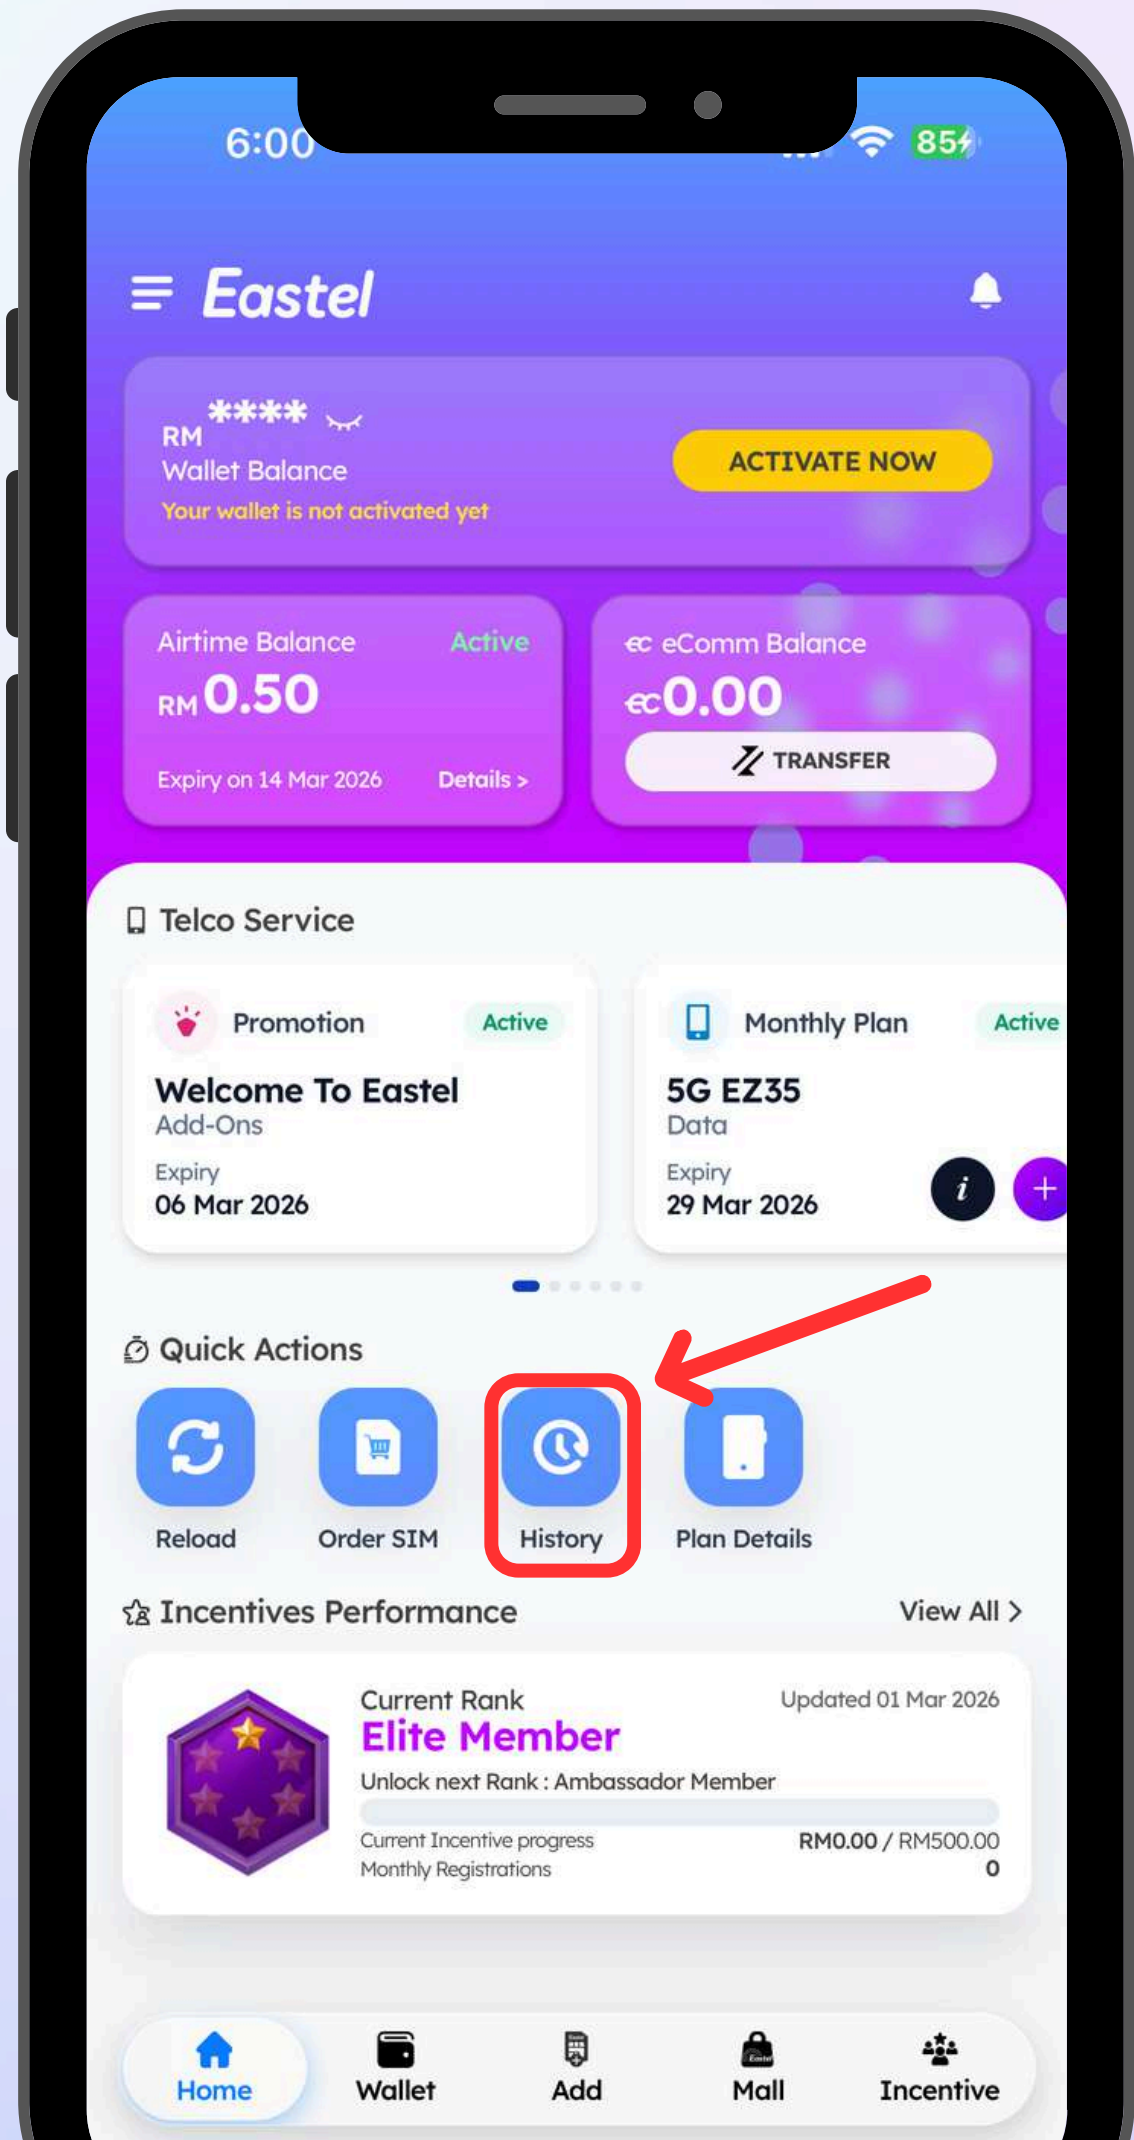 6:00
85
Eastel
RM ****
Wallet Balance
Your wallet is not activated yet
ACTIVATE NOW
Airtime Balance
Active
RM 0.50
Expiry on 14 Mar 2026
Details >
ec eComm Balance
ec 0.00
TRANSFER
Telco Service
Promotion
Active
Welcome To Eastel
Add-Ons
Expiry
06 Mar 2026
Monthly Plan
Active
5G EZ35
Data
Expiry
29 Mar 2026
i
+
Quick Actions
Reload
Order SIM
History
Plan Details
Incentives Performance
View All >
Current Rank
Updated 01 Mar 2026
Elite Member
Unlock next Rank : Ambassador Member
Current Incentive progress
RM0.00 / RM500.00
Monthly Registrations
0
Home
Wallet
Add
Mall
Incentive